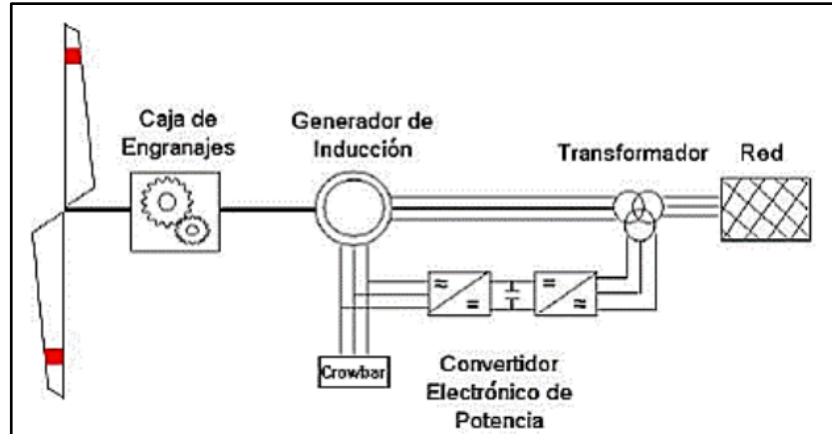 Caja de
Engranajes
Generador de
Inducción
Transformador
Red
Crowbar
Convertidor
Electrónico de
Potencia